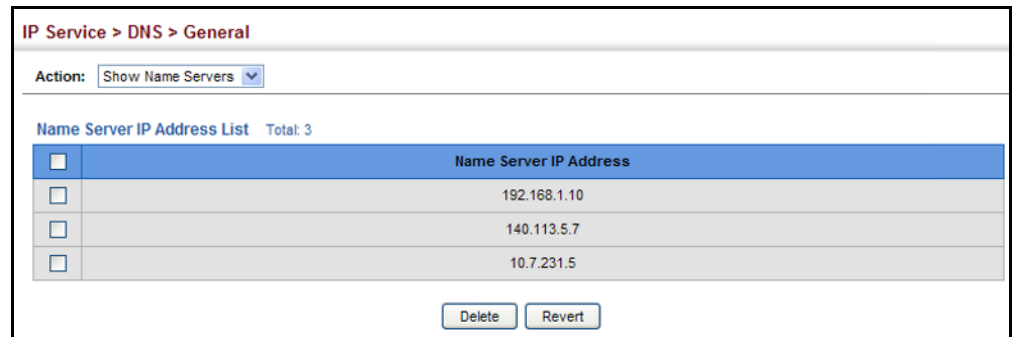 IP Service > DNS > General
Action: Show Name Servers
Name Server IP Address List Total: 3
Name Server IP Address
192.168.1.10
140.113.5.7
10.7.231.5
Delete Revert